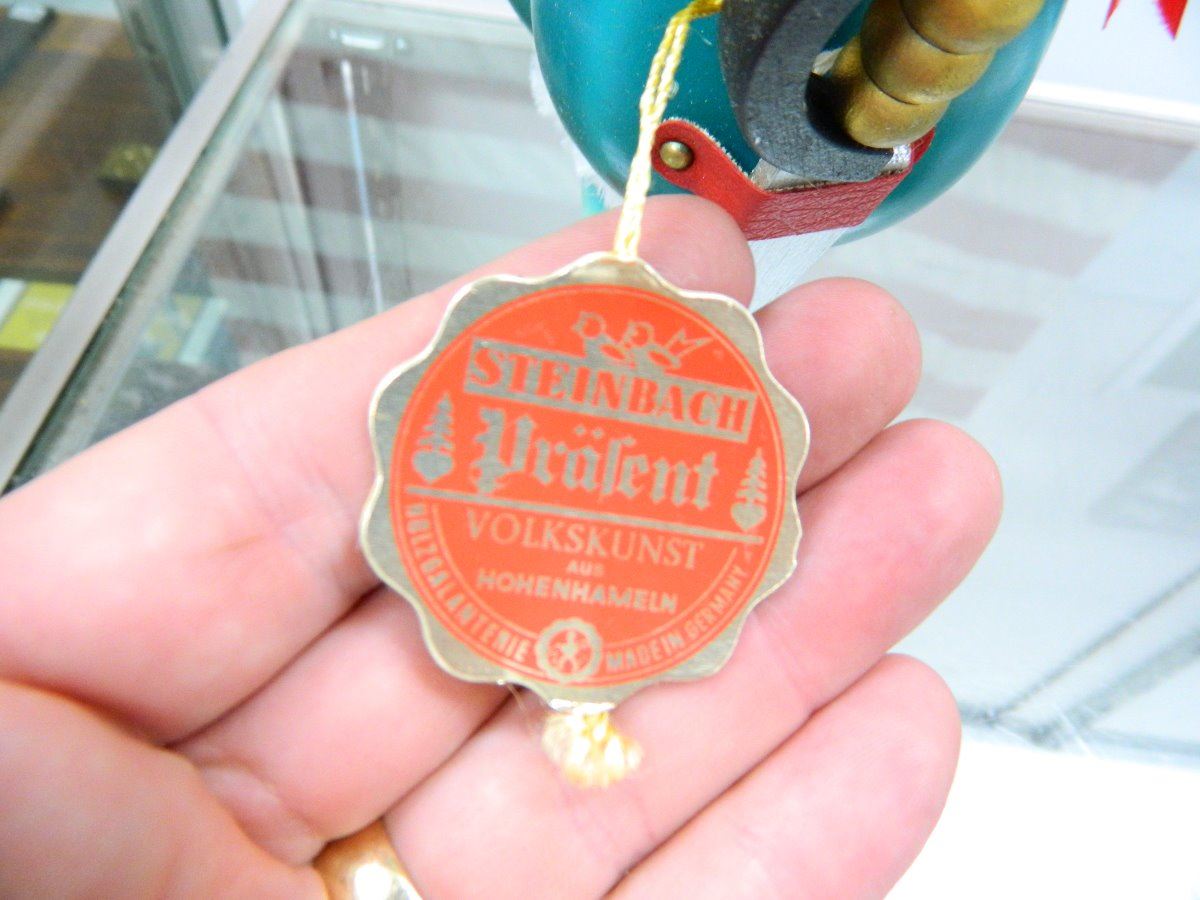 STEINBACH
Präſent
VOLKSKUNST
AUS
HOHENHAMELN
HOLZGALANTERIE MADE IN GERMANY